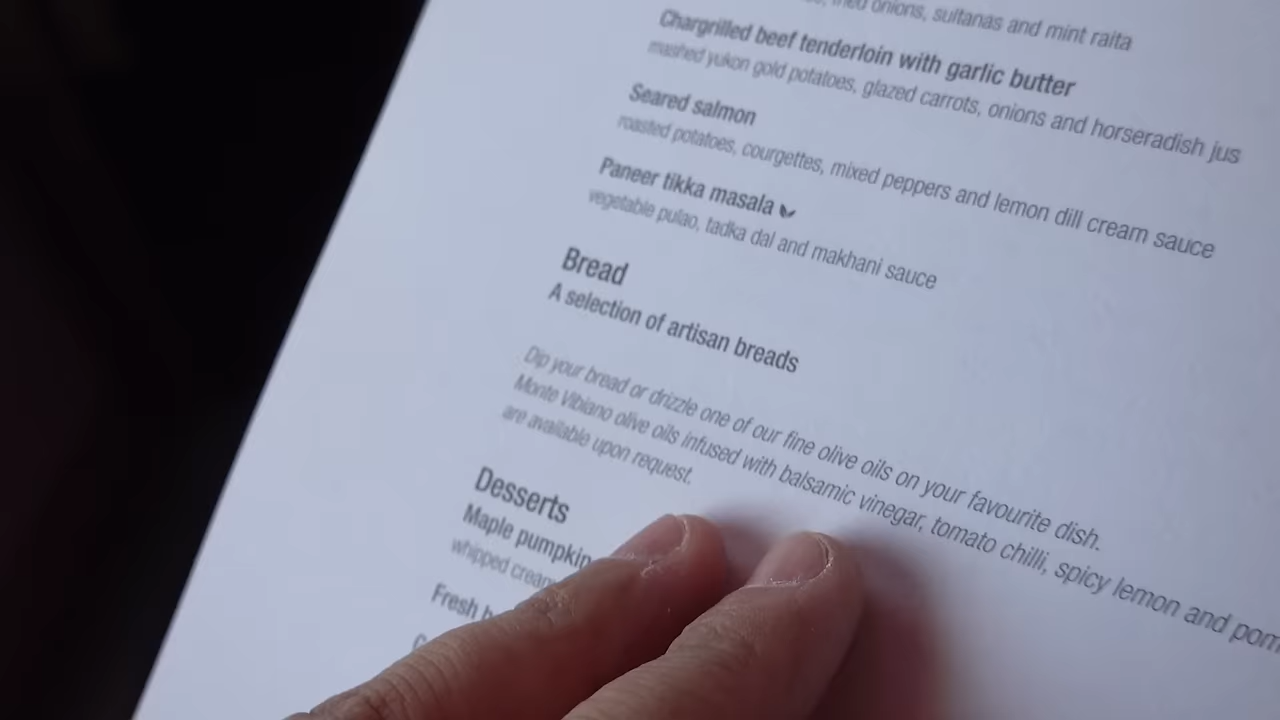 fried onions, sultanas and mint raita
Chargrilled beef tenderloin with garlic butter
mashed yukon gold potatoes, glazed carrots, onions and horseradish jus
Seared salmon
roasted potatoes, courgettes, mixed peppers and lemon dill cream sauce
Paneer tikka masala
vegetable pulao, tadka dal and makhani sauce
Bread
A selection of artisan breads
Dip your bread or drizzle one of our fine olive oils on your favourite dish.
Monte Vibiano olive oils infused with balsamic vinegar, tomato chilli, spicy lemon and pom
are available upon request.
Desserts
Maple pumpkin
whipped cream
Fresh